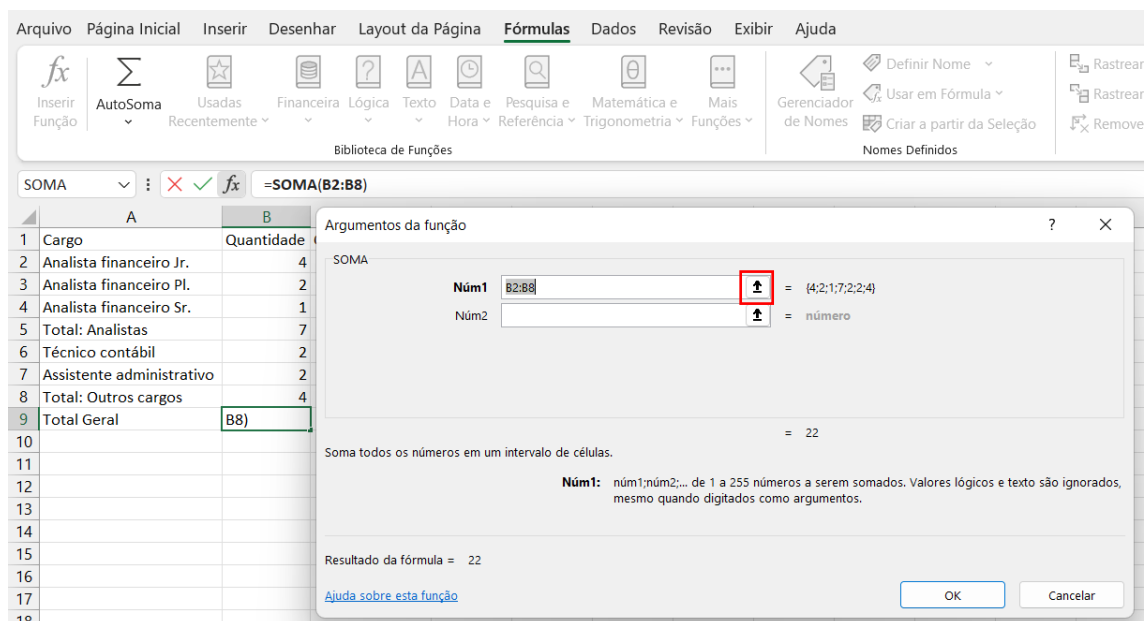 Arquivo Página Inicial Inserir Desenhar Layout da Página Fórmulas Dados Revisão Exibir Ajuda
fx
Inserir Função
AutoSoma
Usadas Recentemente
Financeira
Lógica
Texto
Data e Hora
Pesquisa e Referência
Matemática e Trigonometria
Mais Funções
Biblioteca de Funções
Gerenciador de Nomes
Definir Nome
Usar em Fórmula
Criar a partir da Seleção
Nomes Definidos
Rastrear
Rastrear
Remove
SOMA fx =SOMA(B2:B8)
A B
1 Cargo Quantidade
2 Analista financeiro Jr. 4
3 Analista financeiro Pl. 2
4 Analista financeiro Sr. 1
5 Total: Analistas 7
6 Técnico contábil 2
7 Assistente administrativo 2
8 Total: Outros cargos 4
9 Total Geral B8)
10
11
12
13
14
15
16
17
18
Argumentos da função ? X
SOMA
Núm1 B2:B8 = {4;2;1;7;2;2;4}
Núm2 = número
= 22
Soma todos os números em um intervalo de células.
Núm1: núm1;núm2;... de 1 a 255 números a serem somados. Valores lógicos e texto são ignorados,
mesmo quando digitados como argumentos.
Resultado da fórmula = 22
Ajuda sobre esta função
OK Cancelar